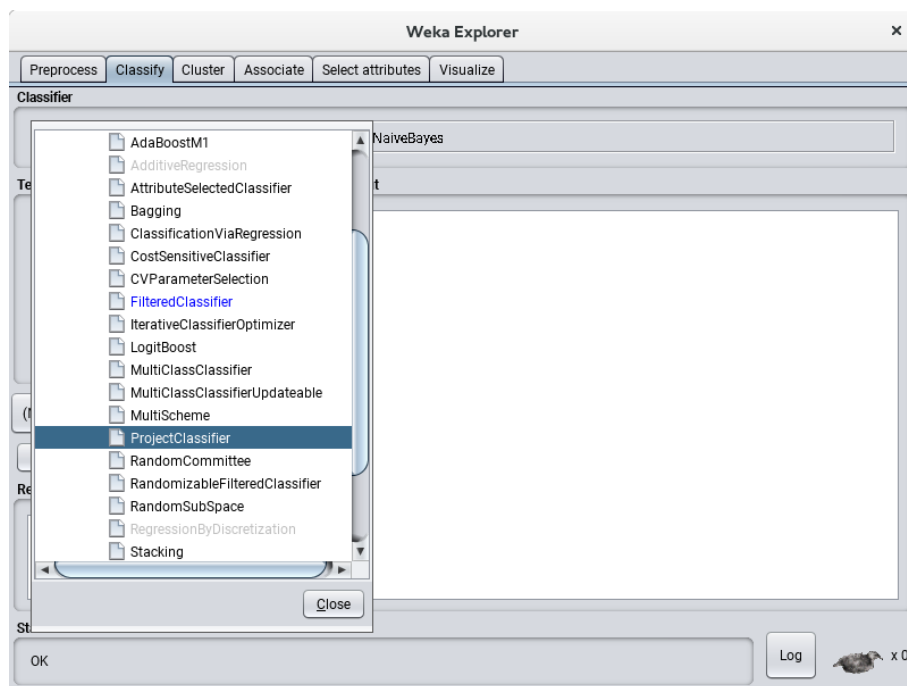 Weka Explorer
Preprocess Classify Cluster Associate Select attributes Visualize
Classifier
NaiveBayes
AdaBoostM1
AdditiveRegression
AttributeSelectedClassifier
Bagging
ClassificationViaRegression
CostSensitiveClassifier
CVParameterSelection
FilteredClassifier
IterativeClassifierOptimizer
LogitBoost
MultiClassClassifier
MultiClassClassifierUpdateable
MultiScheme
ProjectClassifier
RandomCommittee
RandomizableFilteredClassifier
RandomSubSpace
RegressionByDiscretization
Stacking
Close
OK
Log
x 0